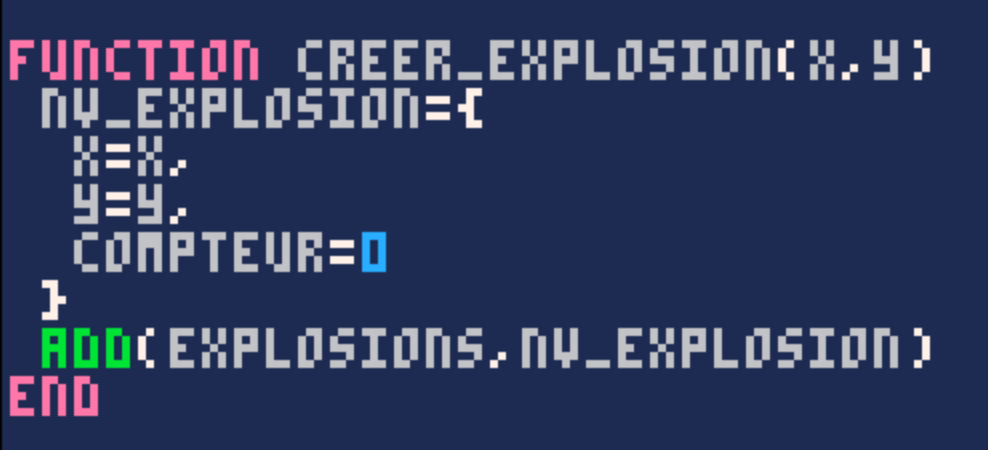 FUNCTION CREER_EXPLOSION(X,Y)
NV_EXPLOSION={
X=X,
Y=Y,
COMPTEUR=0
}
ADD(EXPLOSIONS,NV_EXPLOSION)
END